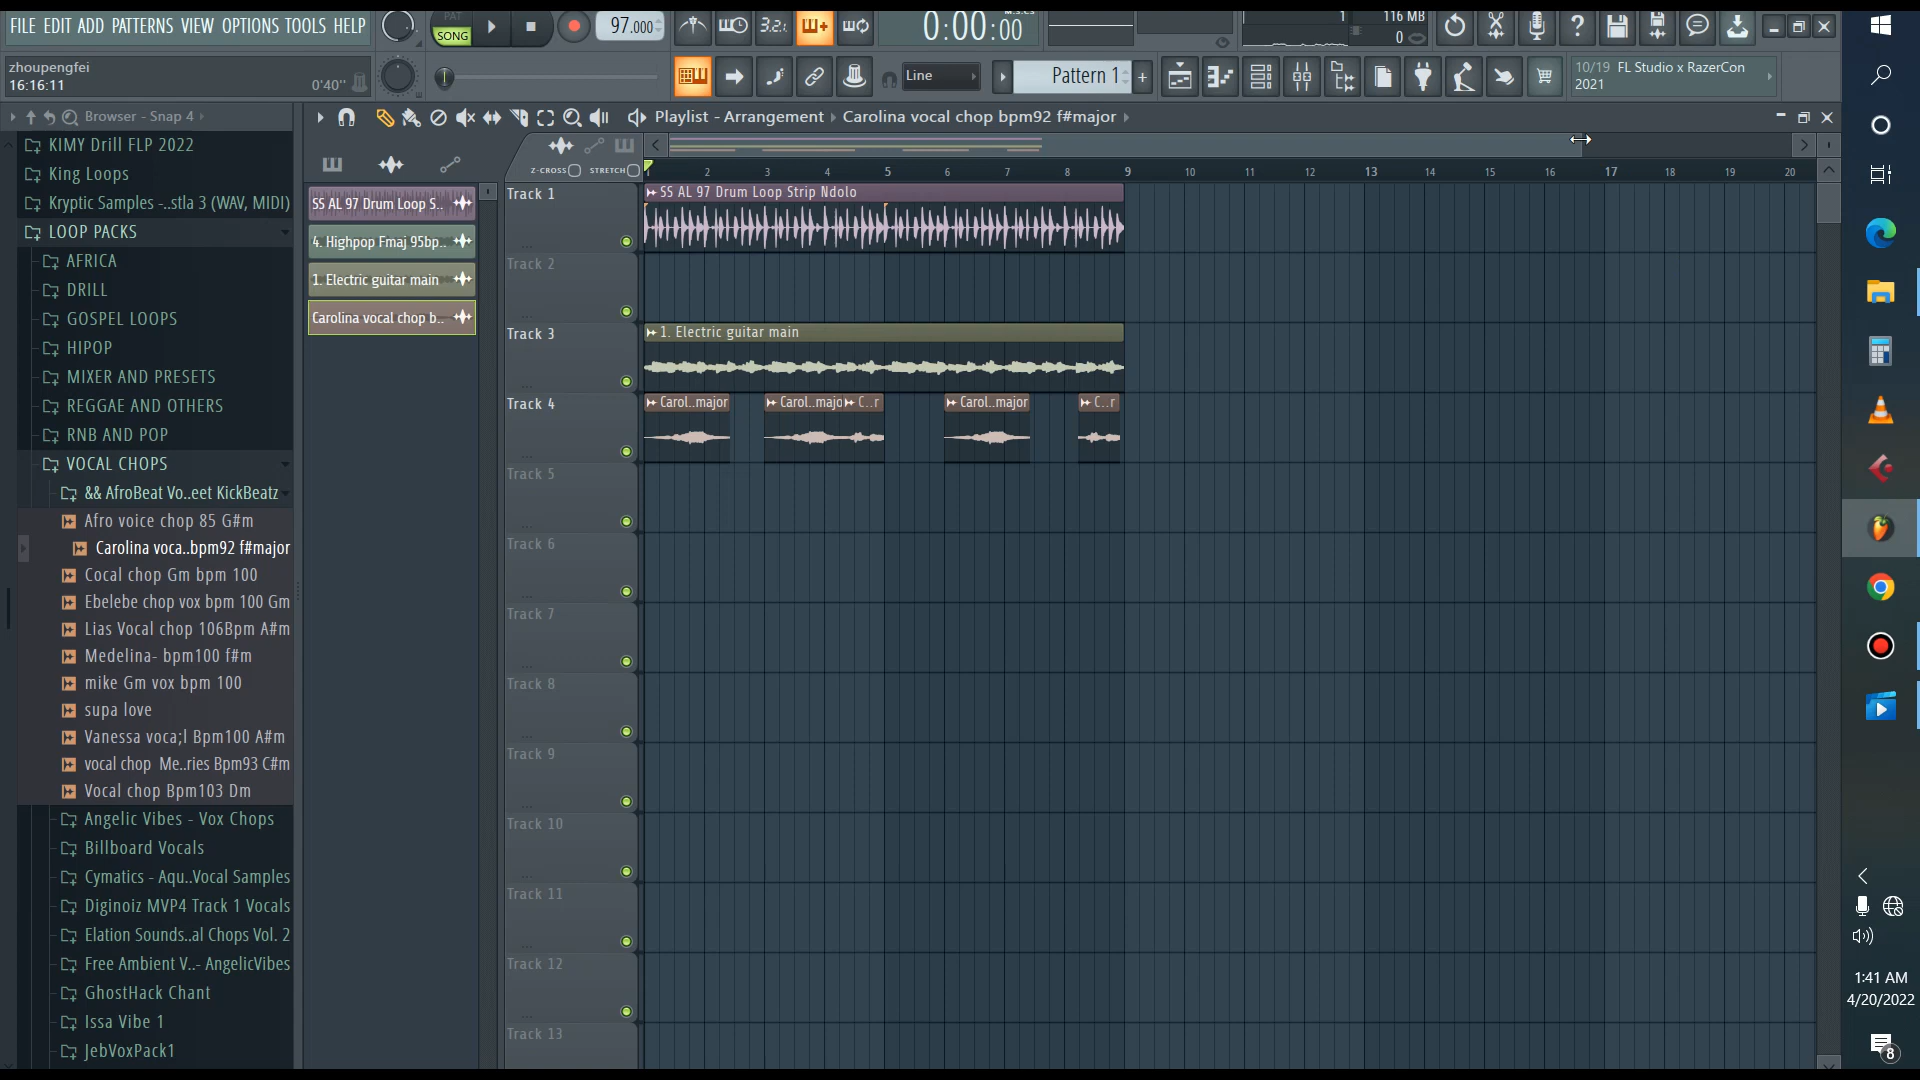 FILE EDIT ADD PATTERNS VIEW OPTIONS TOOLS HELP
PAT
SONG
97.000
3.2.
0:00:00
M:S:CS
1
116 MB
0
zhoupengfei
16:16:11
0'40''
Line
Pattern 1
+
10/19 FL Studio x RazerCon
2021
Browser - Snap 4
Playlist - Arrangement › Carolina vocal chop bpm92 f#major ›
Z-CROSS
STRETCH
1 2 3 4 5 6 7 8 9 10 11 12 13 14 15 16 17 18 19 20
KIMY Drill FLP 2022
King Loops
Kryptic Samples -..stla 3 (WAV, MIDI)
LOOP PACKS
AFRICA
DRILL
GOSPEL LOOPS
HIPOP
MIXER AND PRESETS
REGGAE AND OTHERS
RNB AND POP
VOCAL CHOPS
&& AfroBeat Vo..eet KickBeatz
Afro voice chop 85 G#m
Carolina voca..bpm92 f#major
Cocal chop Gm bpm 100
Ebelebe chop vox bpm 100 Gm
Lias Vocal chop 106Bpm A#m
Medelina- bpm100 f#m
mike Gm vox bpm 100
supa love
Vanessa voca;l Bpm100 A#m
vocal chop Me..ries Bpm93 C#m
Vocal chop Bpm103 Dm
Angelic Vibes - Vox Chops
Billboard Vocals
Cymatics - Aqu..Vocal Samples
Diginoiz MVP4 Track 1 Vocals
Elation Sounds..al Chops Vol. 2
Free Ambient V..- AngelicVibes
GhostHack Chant
Issa Vibe 1
JebVoxPack1
SS AL 97 Drum Loop S..
4. Highpop Fmaj 95bp..
1. Electric guitar main
Carolina vocal chop b..
Track 1
SS AL 97 Drum Loop Strip Ndolo
Track 2
Track 3
1. Electric guitar main
Track 4
Carol..major
Carol..majo
C..r
Carol..major
C..r
Track 5
Track 6
Track 7
Track 8
Track 9
Track 10
Track 11
Track 12
Track 13
1:41 AM
4/20/2022
8